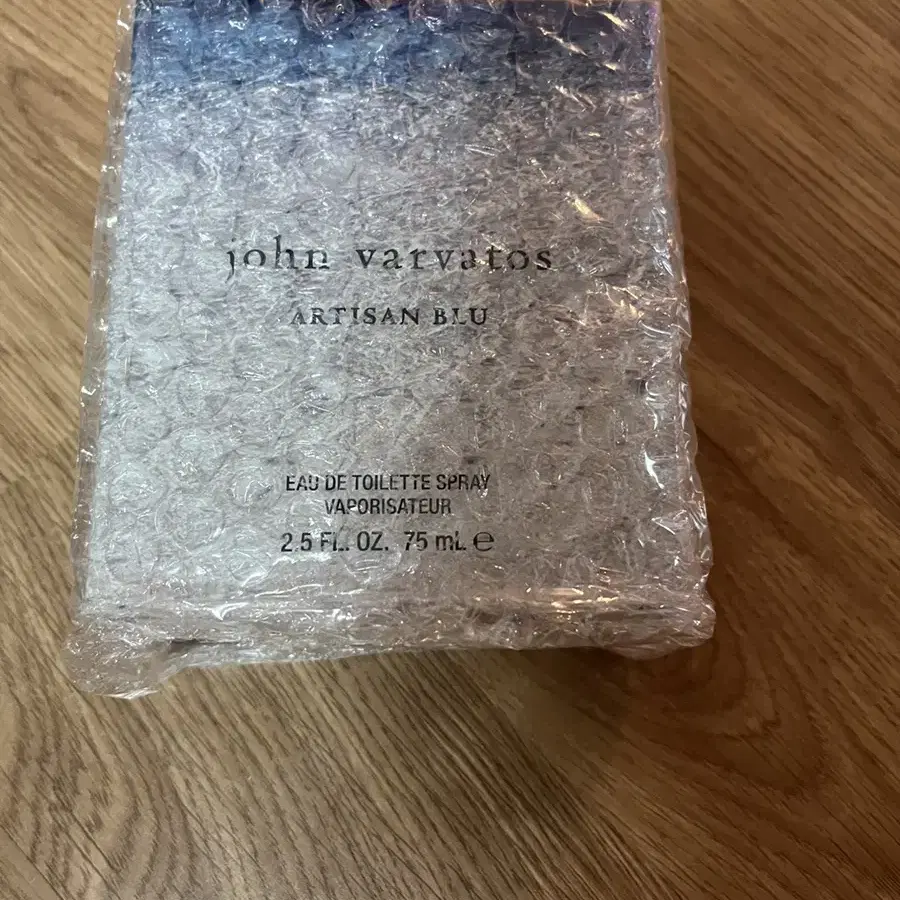 john varvatos
ARTISAN BLU
EAU DE TOILETTE SPRAY
VAPORISATEUR
2.5 FL. OZ. 75 mL ℮